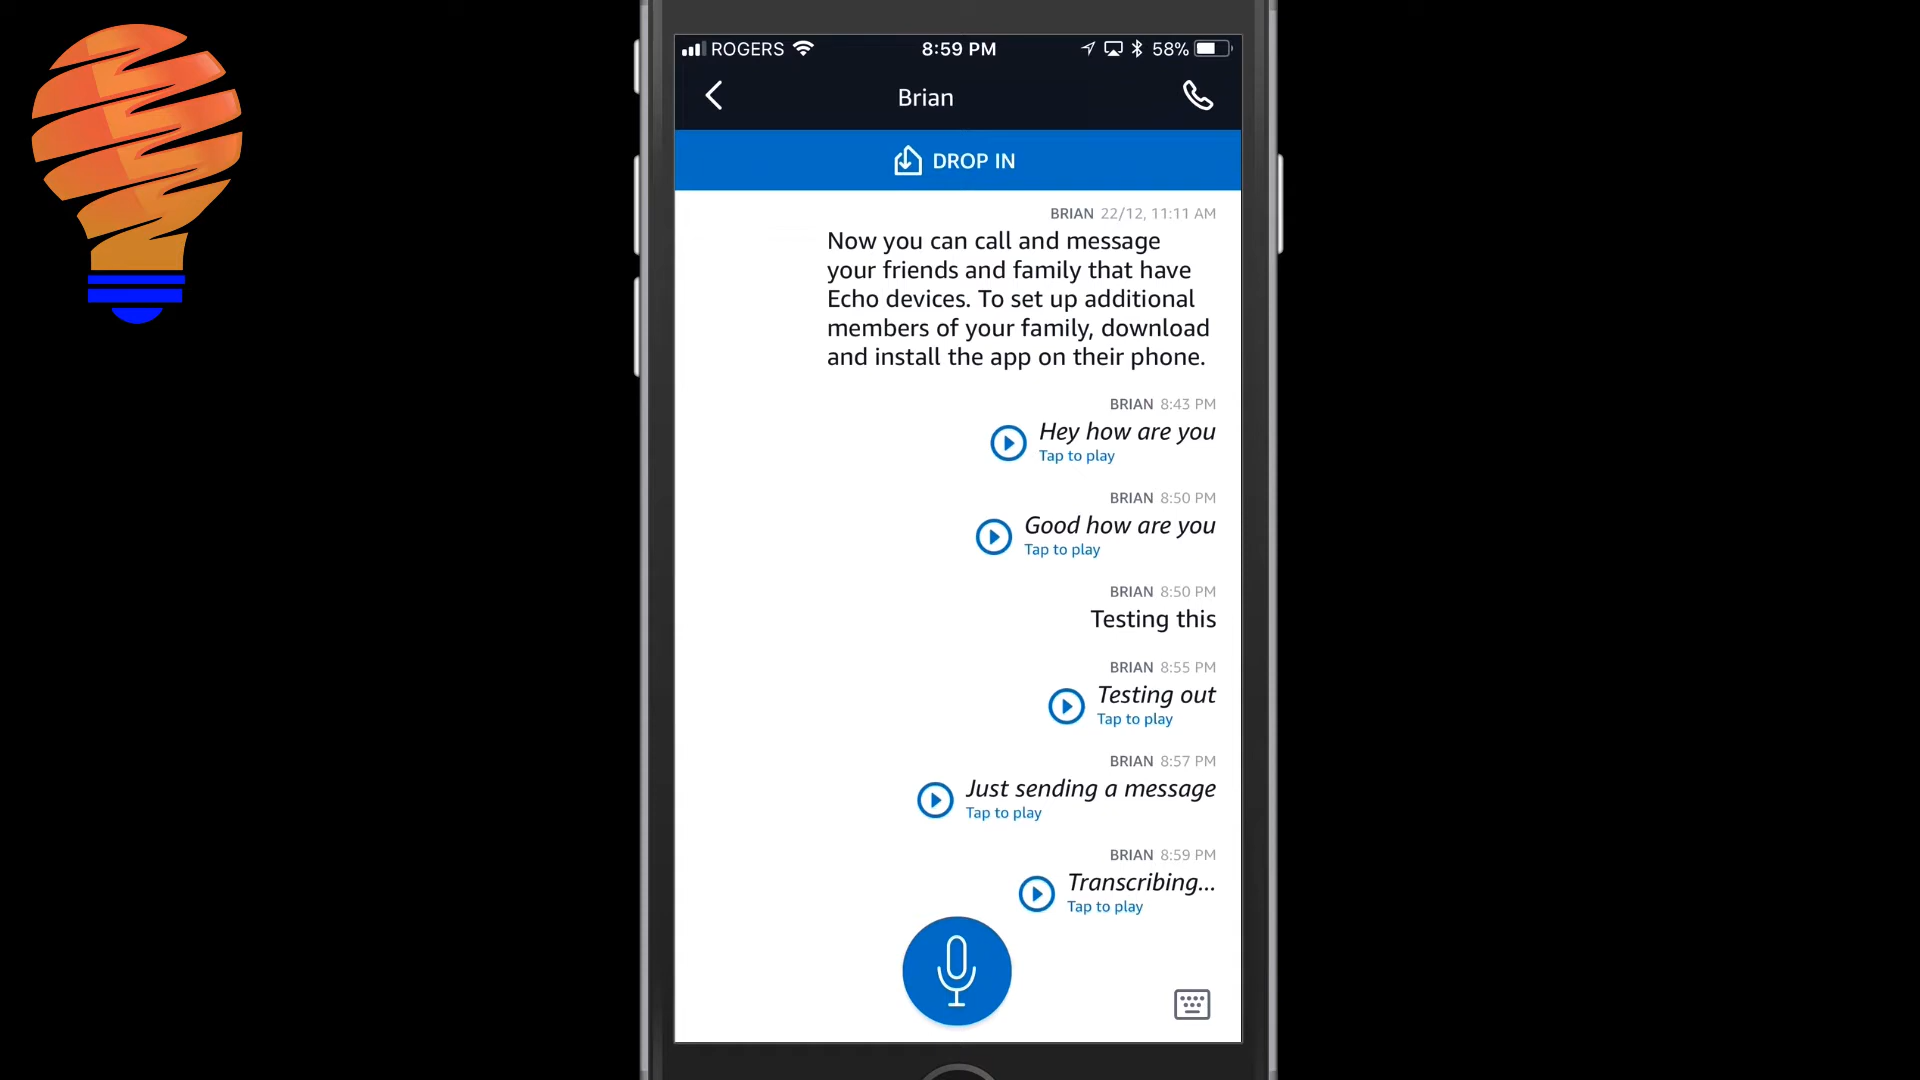 ROGERS 8:59 PM 58%
Brian
DROP IN
BRIAN 22/12, 11:11 AM
Now you can call and message
your friends and family that have
Echo devices. To set up additional
members of your family, download
and install the app on their phone.
BRIAN 8:43 PM
Hey how are you
Tap to play
BRIAN 8:50 PM
Good how are you
Tap to play
BRIAN 8:50 PM
Testing this
BRIAN 8:55 PM
Testing out
Tap to play
BRIAN 8:57 PM
Just sending a message
Tap to play
BRIAN 8:59 PM
Transcribing...
Tap to play